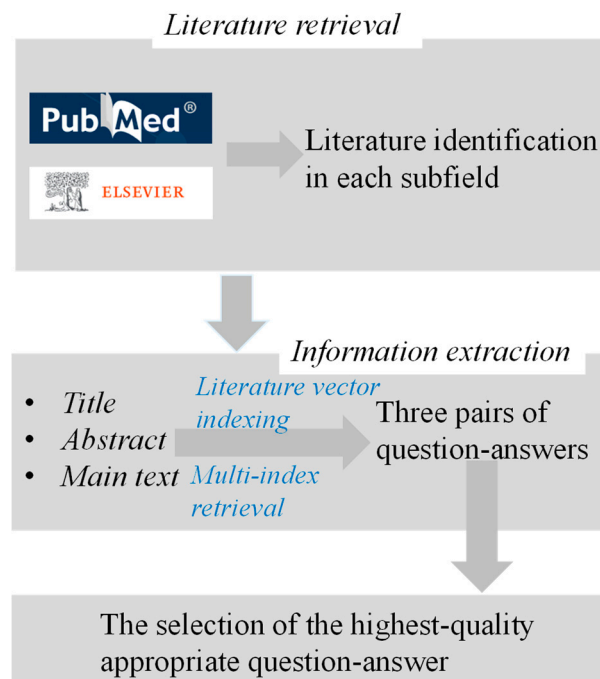 Literature retrieval
PubMed®
ELSEVIER
Literature identification
in each subfield
Information extraction
• Title
• Abstract
• Main text
Literature vector
indexing
Multi-index
retrieval
Three pairs of
question-answers
The selection of the highest-quality
appropriate question-answer